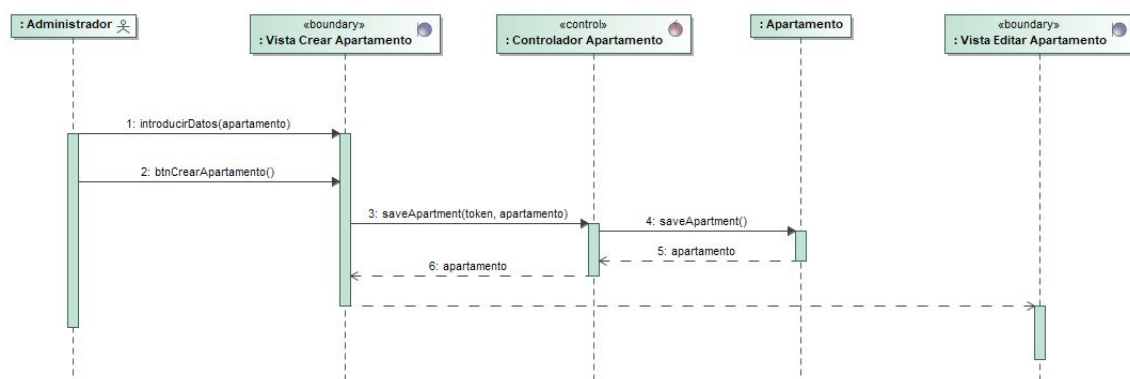 : Administrador
«boundary»
: Vista Crear Apartamento
«control»
: Controlador Apartamento
: Apartamento
«boundary»
: Vista Editar Apartamento
1: introducirDatos(apartamento)
2: btnCrearApartamento()
3: saveApartment(token, apartamento)
4: saveApartment()
5: apartamento
6: apartamento